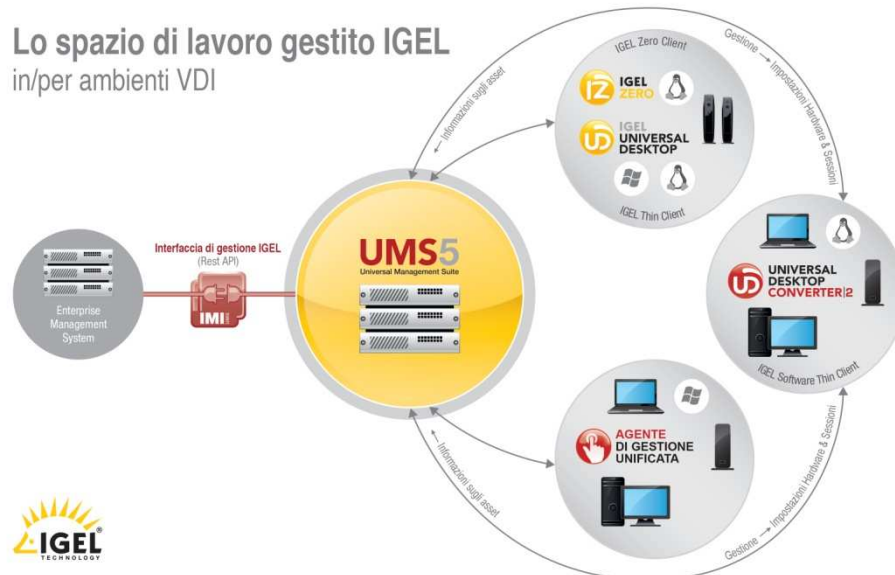 Lo spazio di lavoro gestito IGEL
in/per ambienti VDI
Enterprise
Management
System
Interfaccia di gestione IGEL
(Rest API)
IMI
UMS5
Universal Management Suite
← Informazioni sugli asset
Gestione → Impostazioni Hardware & Sessioni
IGEL Zero Client
IZ
IGEL
ZERO
UD
IGEL
UNIVERSAL
DESKTOP
IGEL Thin Client
UD
UNIVERSAL
DESKTOP
CONVERTER|2
IGEL Software Thin Client
AGENTE
DI GESTIONE
UNIFICATA
← Informazioni sugli asset
Gestione → Impostazioni Hardware & Sessioni
IGEL®
TECHNOLOGY